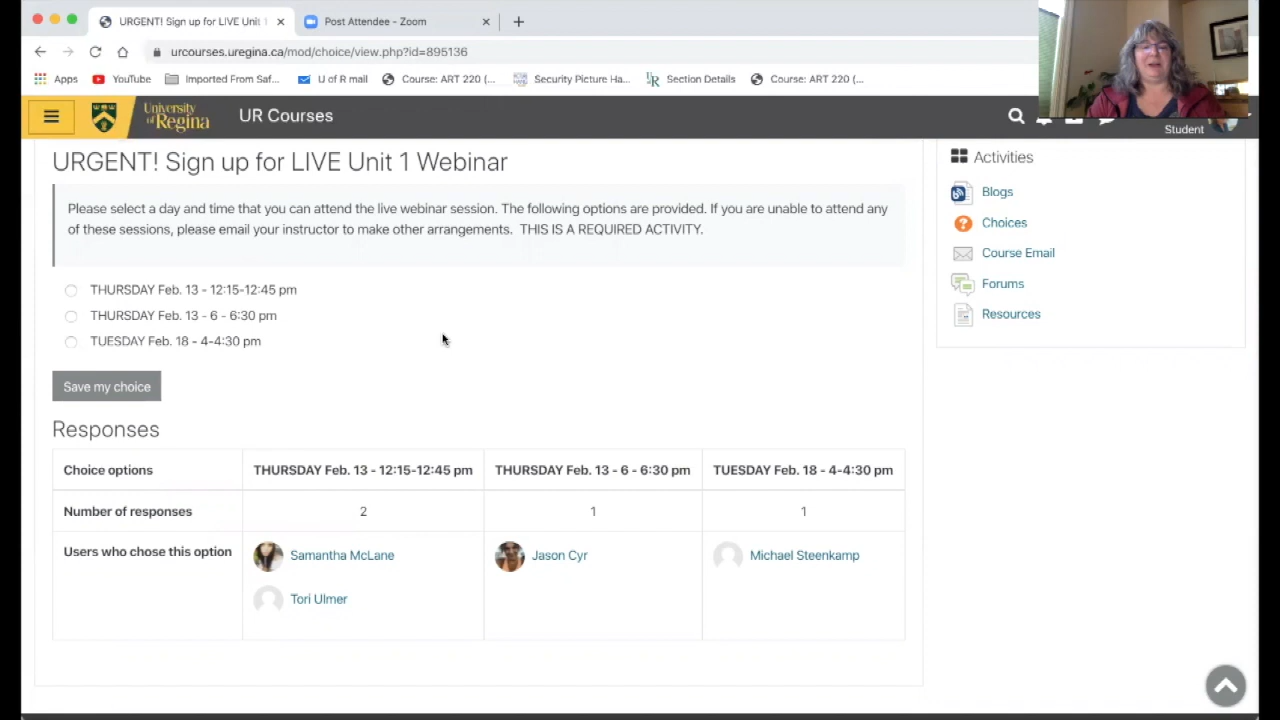 URGENT! Sign up for LIVE Unit 1
Post Attendee - Zoom
urcourses.uregina.ca/mod/choice/view.php?id=895136
Apps
YouTube
Imported From Saf...
U of R mail
Course: ART 220 (...
Security Picture Ha...
Section Details
Course: ART 220 (...
University of Regina
UR Courses
Student
URGENT! Sign up for LIVE Unit 1 Webinar
Please select a day and time that you can attend the live webinar session. The following options are provided. If you are unable to attend any
of these sessions, please email your instructor to make other arrangements. THIS IS A REQUIRED ACTIVITY.
THURSDAY Feb. 13 - 12:15-12:45 pm
THURSDAY Feb. 13 - 6 - 6:30 pm
TUESDAY Feb. 18 - 4-4:30 pm
Save my choice
Responses
Choice options
THURSDAY Feb. 13 - 12:15-12:45 pm
THURSDAY Feb. 13 - 6 - 6:30 pm
TUESDAY Feb. 18 - 4-4:30 pm
Number of responses
2
1
1
Users who chose this option
Samantha McLane
Tori Ulmer
Jason Cyr
Michael Steenkamp
Activities
Blogs
Choices
Course Email
Forums
Resources